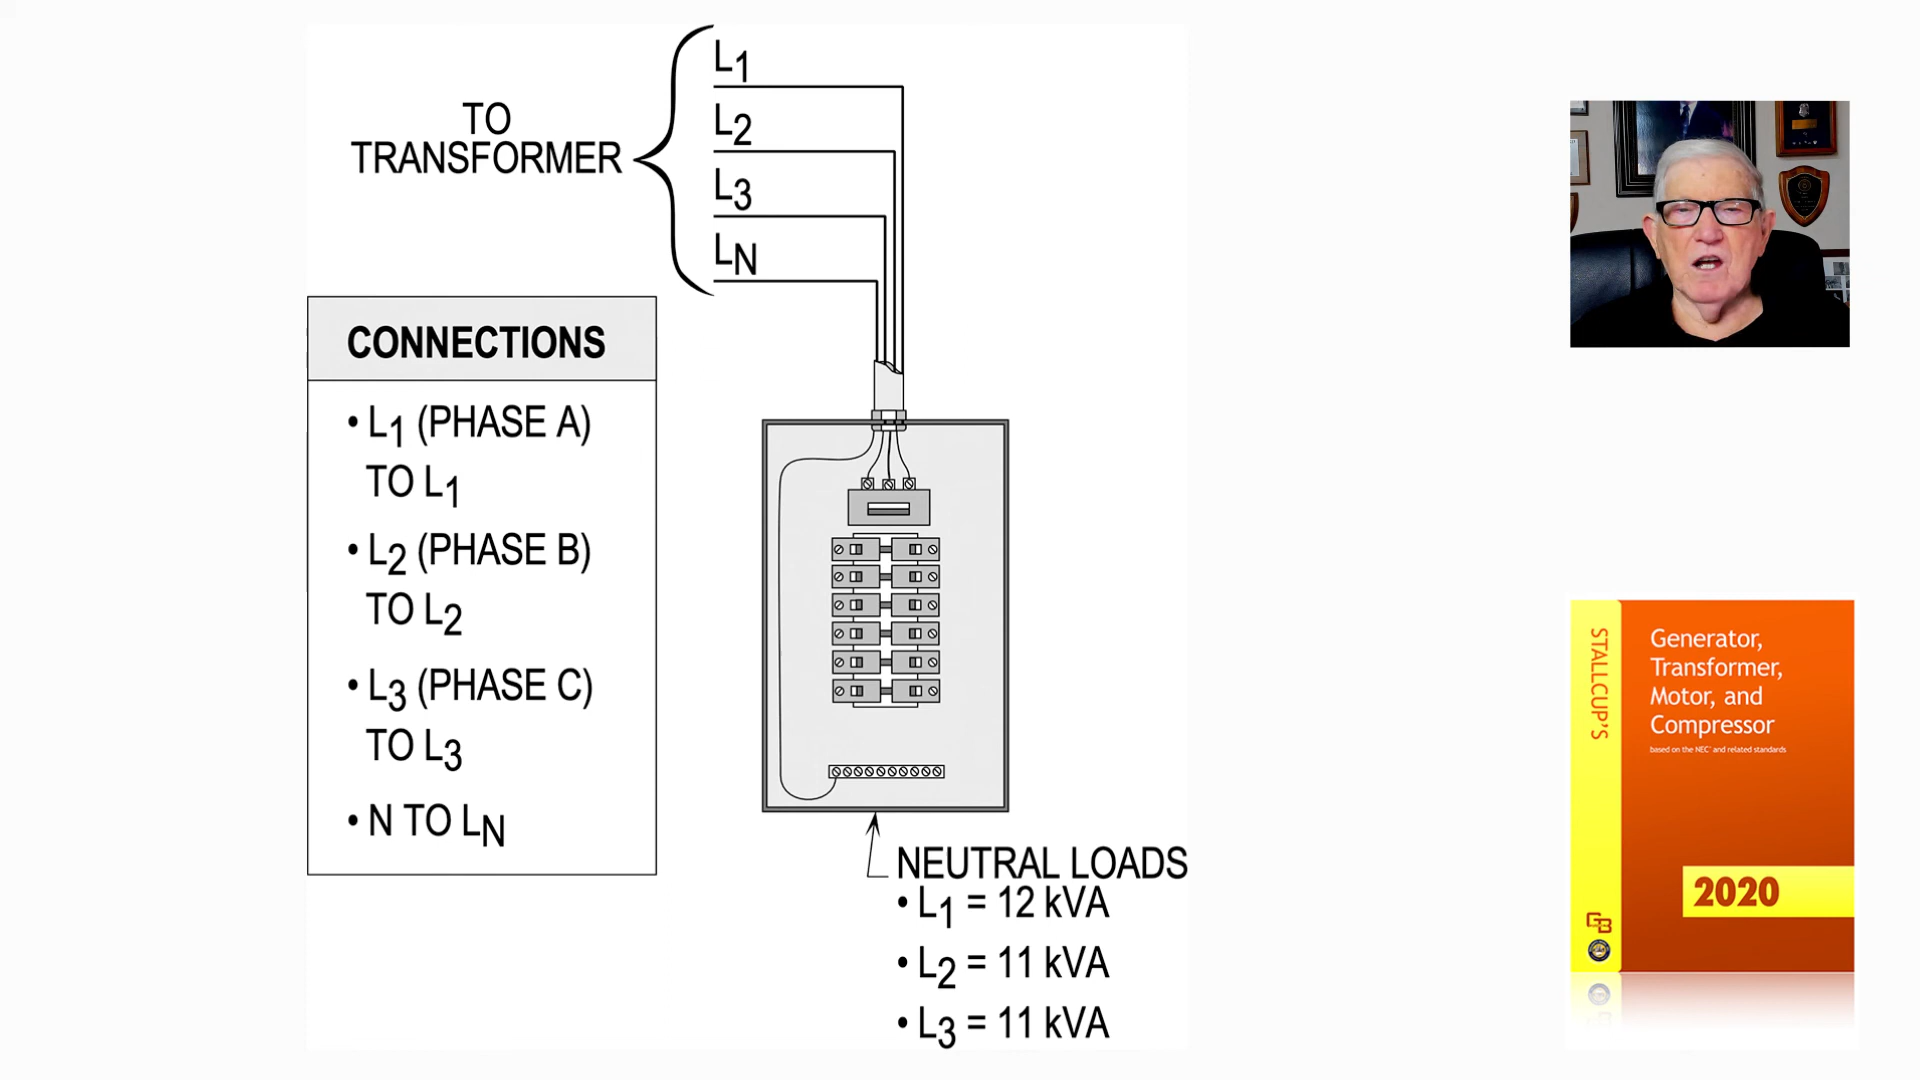 TO
TRANSFORMER
L1
L2
L3
LN
CONNECTIONS
• L1 (PHASE A)
TO L1
• L2 (PHASE B)
TO L2
• L3 (PHASE C)
TO L3
• N TO LN
NEUTRAL LOADS
• L1 = 12 kVA
• L2 = 11 kVA
• L3 = 11 kVA
STALLCUP'S
Generator,
Transformer,
Motor, and
Compressor
based on the NEC® and related standards
2020
GB